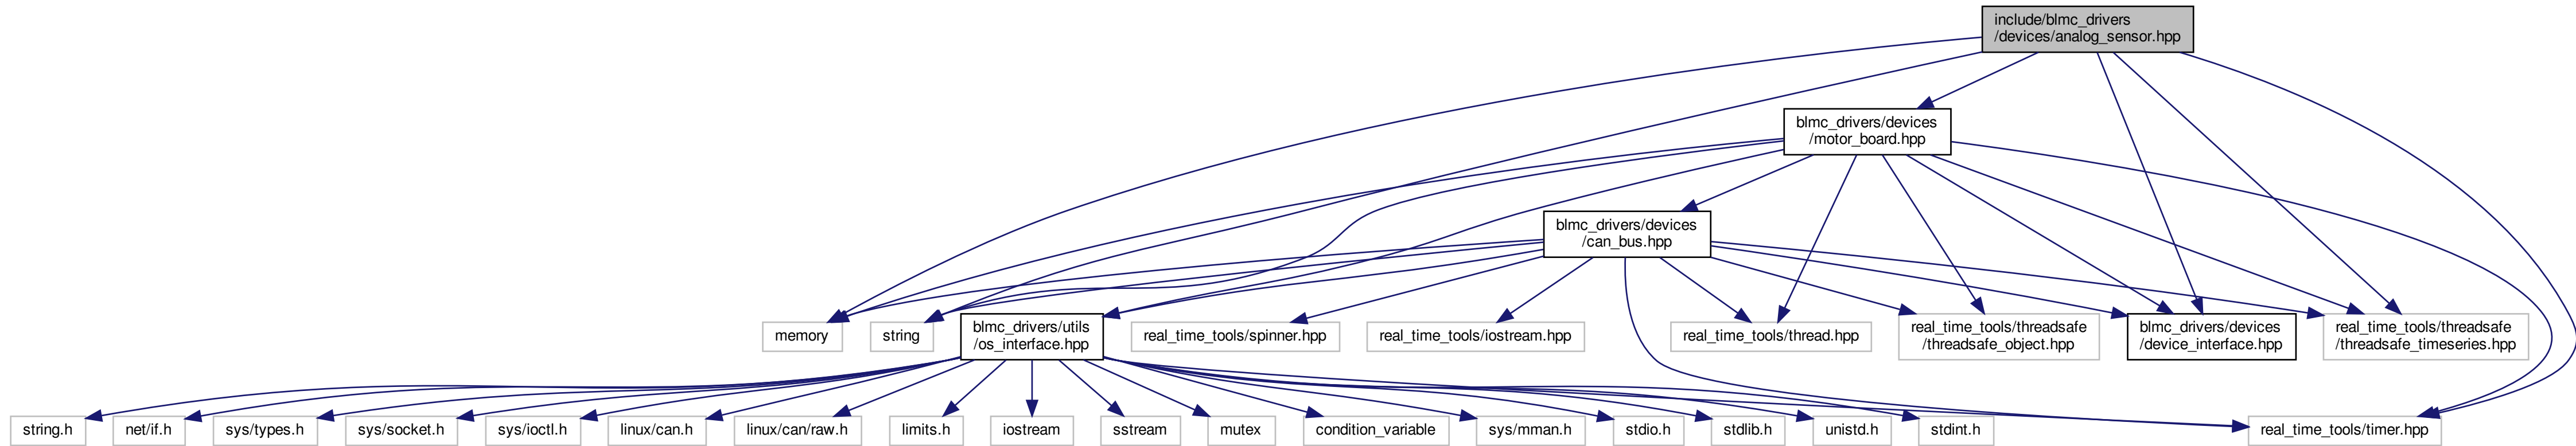 include/blmc_drivers
/devices/analog_sensor.hpp
blmc_drivers/devices
/motor_board.hpp
blmc_drivers/devices
/can_bus.hpp
memory
string
blmc_drivers/utils
/os_interface.hpp
real_time_tools/spinner.hpp
real_time_tools/iostream.hpp
real_time_tools/thread.hpp
real_time_tools/threadsafe
/threadsafe_object.hpp
blmc_drivers/devices
/device_interface.hpp
real_time_tools/threadsafe
/threadsafe_timeseries.hpp
string.h
net/if.h
sys/types.h
sys/socket.h
sys/ioctl.h
linux/can.h
linux/can/raw.h
limits.h
iostream
sstream
mutex
condition_variable
sys/mman.h
stdio.h
stdlib.h
unistd.h
stdint.h
real_time_tools/timer.hpp